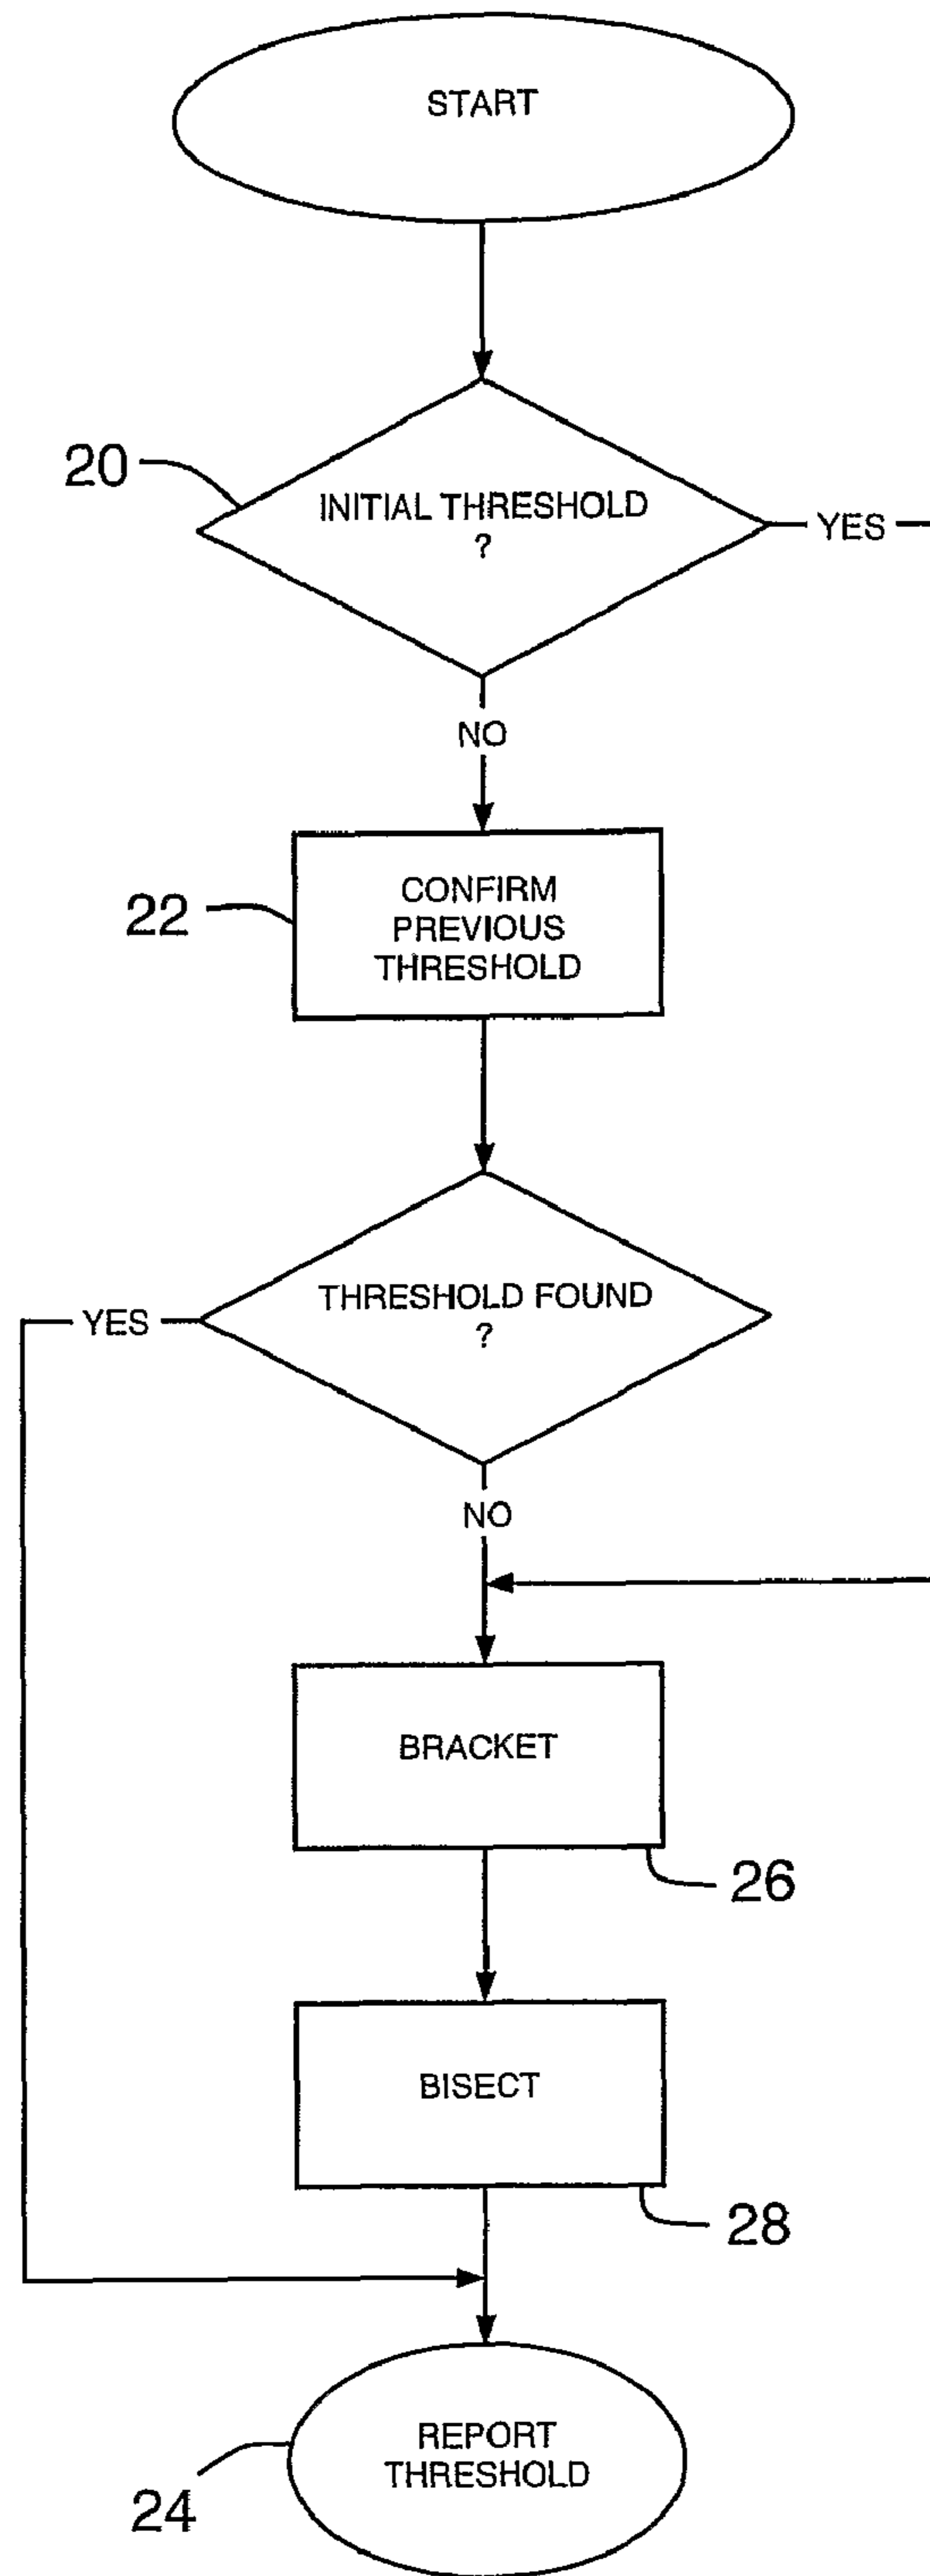 START
20
INITIAL THRESHOLD
?
YES
NO
22
CONFIRM
PREVIOUS
THRESHOLD
YES
THRESHOLD FOUND
?
NO
BRACKET
26
BISECT
28
REPORT
THRESHOLD
24